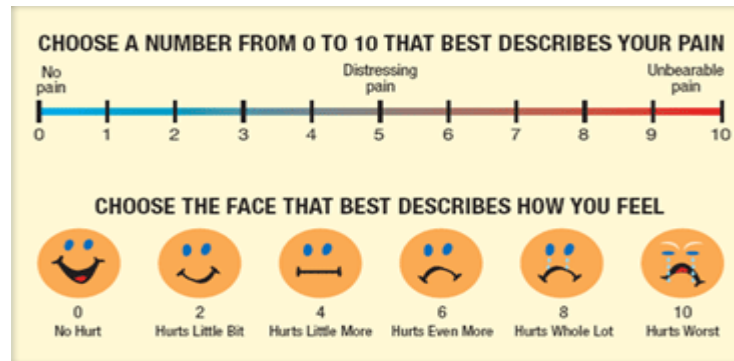 CHOOSE A NUMBER FROM 0 TO 10 THAT BEST DESCRIBES YOUR PAIN
No pain
Distressing pain
Unbearable pain
0 1 2 3 4 5 6 7 8 9 10
CHOOSE THE FACE THAT BEST DESCRIBES HOW YOU FEEL
0 2 4 6 8 10
No Hurt Hurts Little Bit Hurts Little More Hurts Even More Hurts Whole Lot Hurts Worst